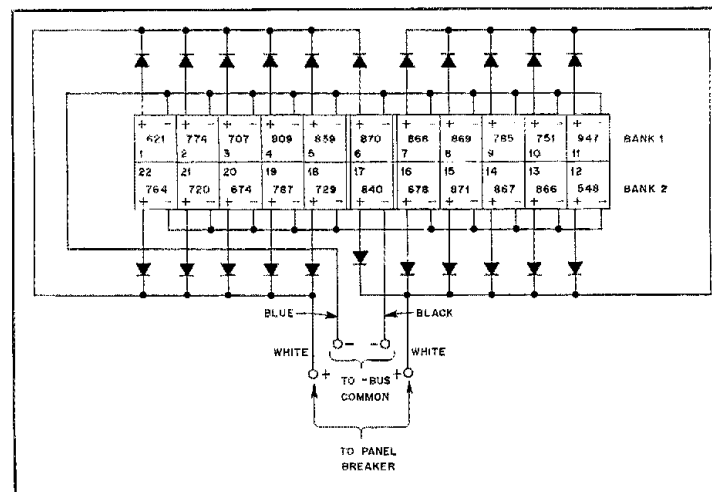 + - + - + - + - + - + - + - + - + - + - + -
621 774 707 809 859 870 866 869 785 751 947 BANK 1
1 2 3 4 5 6 7 8 9 10 11
22 21 20 19 18 17 16 15 14 13 12
764 720 674 787 729 840 678 871 867 866 548 BANK 2
+ - + - + - + - + - + - + - + - + - + - + -
BLUE BLACK
WHITE - - WHITE
+ TO -BUS +
COMMON
TO PANEL
BREAKER